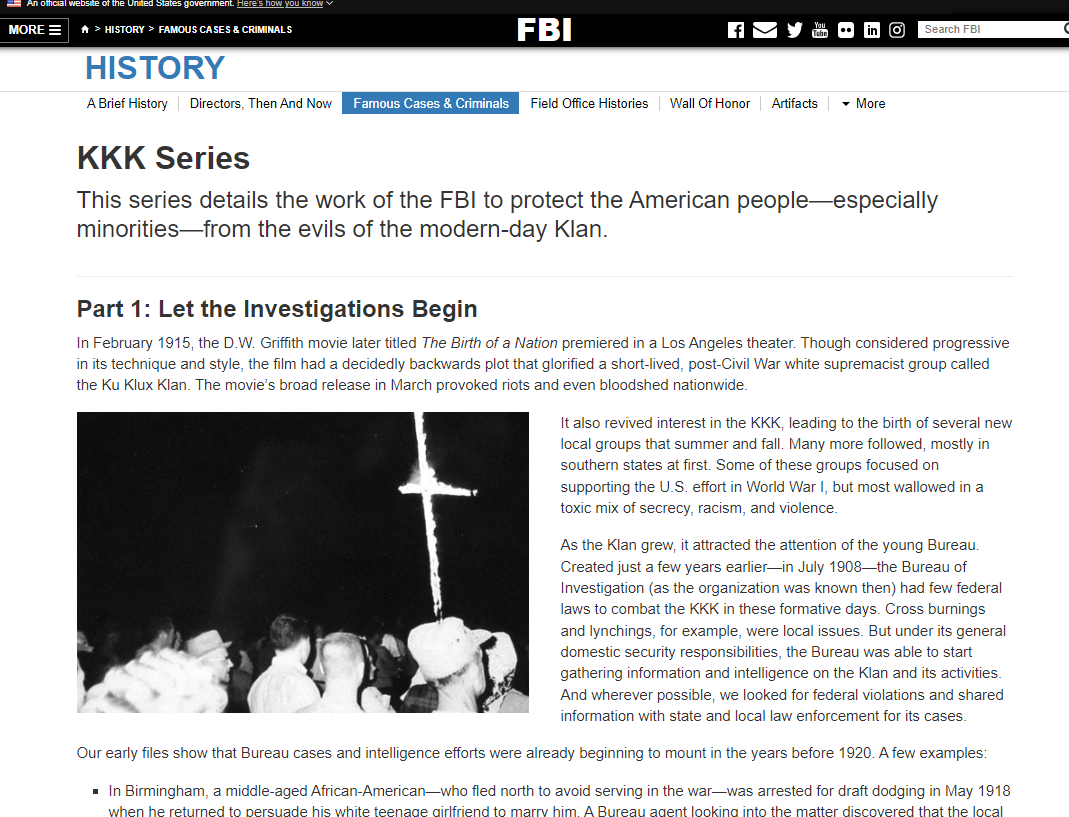 An official website of the United States government. Here's how you know
MORE
> HISTORY > FAMOUS CASES & CRIMINALS
FBI
You Tube
in
Search FBI
HISTORY
A Brief History
Directors, Then And Now
Famous Cases & Criminals
Field Office Histories
Wall Of Honor
Artifacts
More
KKK Series
This series details the work of the FBI to protect the American people—especially
minorities—from the evils of the modern-day Klan.
Part 1: Let the Investigations Begin
In February 1915, the D.W. Griffith movie later titled The Birth of a Nation premiered in a Los Angeles theater. Though considered progressive
in its technique and style, the film had a decidedly backwards plot that glorified a short-lived, post-Civil War white supremacist group called
the Ku Klux Klan. The movie's broad release in March provoked riots and even bloodshed nationwide.
It also revived interest in the KKK, leading to the birth of several new
local groups that summer and fall. Many more followed, mostly in
southern states at first. Some of these groups focused on
supporting the U.S. effort in World War I, but most wallowed in a
toxic mix of secrecy, racism, and violence.
As the Klan grew, it attracted the attention of the young Bureau.
Created just a few years earlier—in July 1908—the Bureau of
Investigation (as the organization was known then) had few federal
laws to combat the KKK in these formative days. Cross burnings
and lynchings, for example, were local issues. But under its general
domestic security responsibilities, the Bureau was able to start
gathering information and intelligence on the Klan and its activities.
And wherever possible, we looked for federal violations and shared
information with state and local law enforcement for its cases.
Our early files show that Bureau cases and intelligence efforts were already beginning to mount in the years before 1920. A few examples:
In Birmingham, a middle-aged African-American—who fled north to avoid serving in the war—was arrested for draft dodging in May 1918
when he returned to persuade his white teenage girlfriend to marry him. A Bureau agent looking into the matter discovered that the local